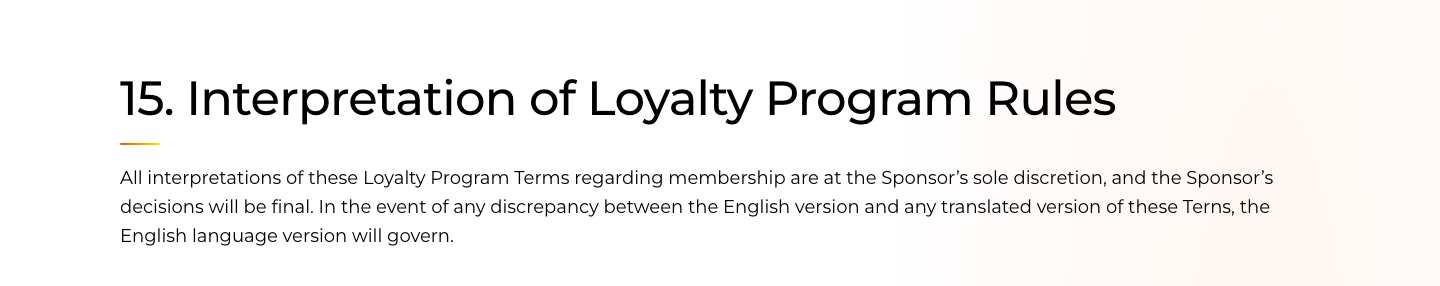 15. Interpretation of Loyalty Program Rules
All interpretations of these Loyalty Program Terms regarding membership are at the Sponsor’s sole discretion, and the Sponsor’s
decisions will be final. In the event of any discrepancy between the English version and any translated version of these Terns, the
English language version will govern.